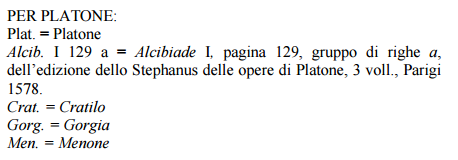 PER PLATONE:
Plat. = Platone
Alcib. I 129 a = Alcibiade I, pagina 129, gruppo di righe a,
dell'edizione dello Stephanus delle opere di Platone, 3 voll., Parigi
1578.
Crat. = Cratilo
Gorg. = Gorgia
Men. = Menone